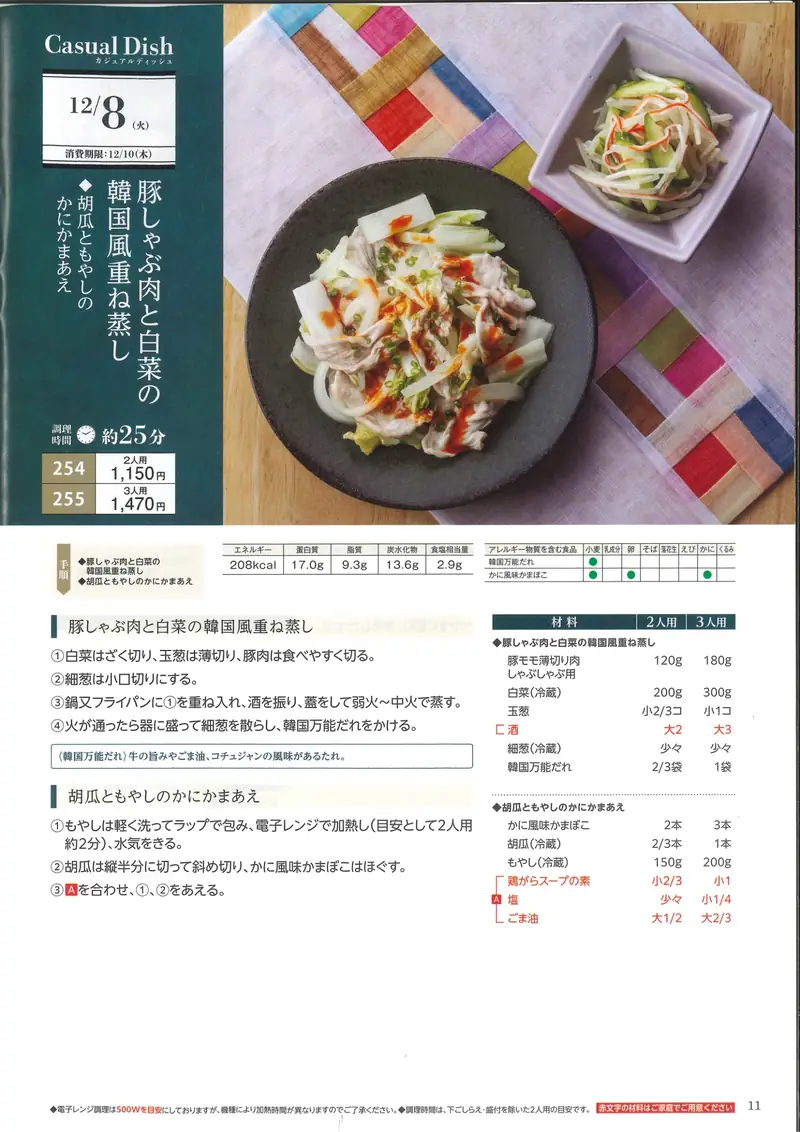 Casual Dish
カジュアルディッシュ
12/8(火)
消費期限:12/10(木)
豚しゃぶ肉と白菜の
韓国風重ね蒸し
◆胡瓜ともやしの
かにかまあえ
調理時間 約25分
254 2人用 1,150円
255 3人用 1,470円
手順
◆豚しゃぶ肉と白菜の
韓国風重ね蒸し
◆胡瓜ともやしのかにかまあえ
エネルギー 蛋白質 脂質 炭水化物 食塩相当量
208kcal 17.0g 9.3g 13.6g 2.9g
アレルギー物質を含む食品 小麦 乳成分 卵 そば 落花生 えび かに くるみ
韓国万能だれ ●
かに風味かまぼこ ● ● ●
豚しゃぶ肉と白菜の韓国風重ね蒸し
①白菜はざく切り、玉葱は薄切り、豚肉は食べやすく切る。
②細葱は小口切りにする。
③鍋又フライパンに①を重ね入れ、酒を振り、蓋をして弱火〜中火で蒸す。
④火が通ったら器に盛って細葱を散らし、韓国万能だれをかける。
〈韓国万能だれ〉牛の旨みやごま油、コチュジャンの風味があるたれ。
胡瓜ともやしのかにかまあえ
①もやしは軽く洗ってラップで包み、電子レンジで加熱し(目安として2人用
約2分)、水気をきる。
②胡瓜は縦半分に切って斜め切り、かに風味かまぼこはほぐす。
③Aを合わせ、①、②をあえる。
材料 2人用 3人用
◆豚しゃぶ肉と白菜の韓国風重ね蒸し
豚モモ薄切り肉 120g 180g
しゃぶしゃぶ用
白菜(冷蔵) 200g 300g
玉葱 小2/3コ 小1コ
酒 大2 大3
細葱(冷蔵) 少々 少々
韓国万能だれ 2/3袋 1袋
◆胡瓜ともやしのかにかまあえ
かに風味かまぼこ 2本 3本
胡瓜(冷蔵) 2/3本 1本
もやし(冷蔵) 150g 200g
鶏がらスープの素 小2/3 小1
A 塩 少々 小1/4
ごま油 大1/2 大2/3
◆電子レンジ調理は500Wを目安にしておりますが、機種により加熱時間が異なりますのでご了承ください。◆調理時間は、下ごしらえ・盛付を除いた2人用の目安です。 赤文字の材料はご家庭でご用意ください 11